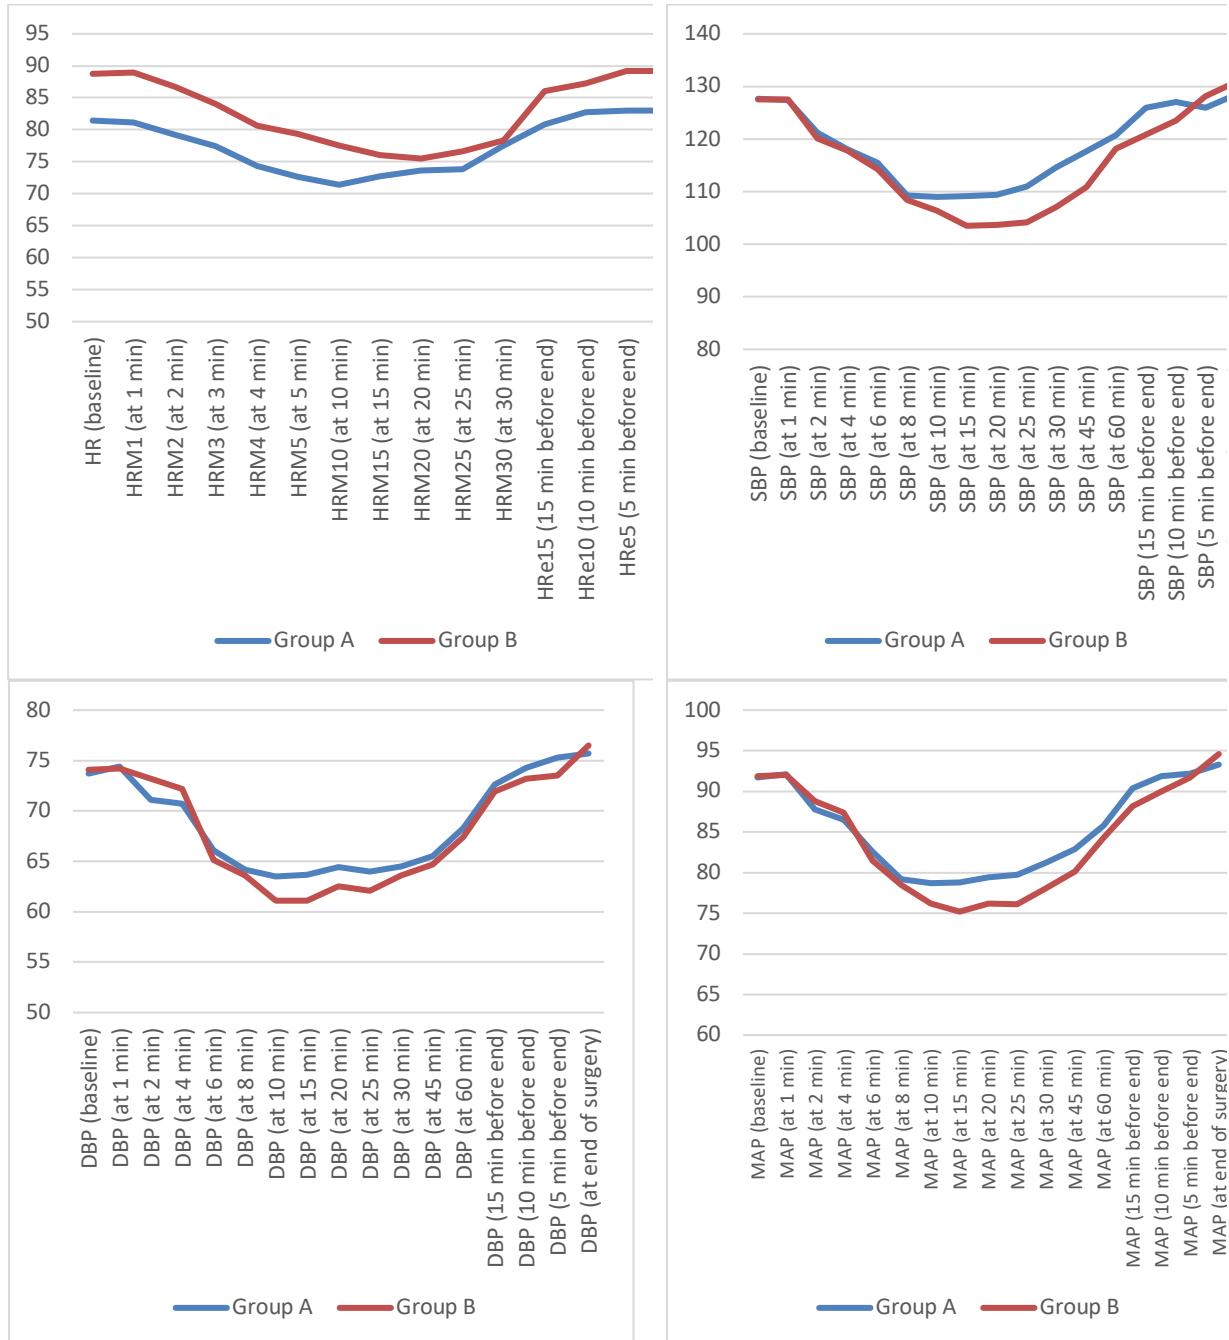 95
90
85
80
75
70
65
60
55
50
HR (baseline)
HRM1 (at 1 min)
HRM2 (at 2 min)
HRM3 (at 3 min)
HRM4 (at 4 min)
HRM5 (at 5 min)
HRM10 (at 10 min)
HRM15 (at 15 min)
HRM20 (at 20 min)
HRM25 (at 25 min)
HRM30 (at 30 min)
HRe15 (15 min before end)
HRe10 (10 min before end)
HRe5 (5 min before end)
Group A Group B
140
130
120
110
100
90
80
SBP (baseline)
SBP (at 1 min)
SBP (at 2 min)
SBP (at 4 min)
SBP (at 6 min)
SBP (at 8 min)
SBP (at 10 min)
SBP (at 15 min)
SBP (at 20 min)
SBP (at 25 min)
SBP (at 30 min)
SBP (at 45 min)
SBP (at 60 min)
SBP (15 min before end)
SBP (10 min before end)
SBP (5 min before end)
Group A Group B
80
75
70
65
60
55
50
DBP (baseline)
DBP (at 1 min)
DBP (at 2 min)
DBP (at 4 min)
DBP (at 6 min)
DBP (at 8 min)
DBP (at 10 min)
DBP (at 15 min)
DBP (at 20 min)
DBP (at 25 min)
DBP (at 30 min)
DBP (at 45 min)
DBP (at 60 min)
DBP (15 min before end)
DBP (10 min before end)
DBP (5 min before end)
DBP (at end of surgery)
Group A Group B
100
95
90
85
80
75
70
65
60
MAP (baseline)
MAP (at 1 min)
MAP (at 2 min)
MAP (at 4 min)
MAP (at 6 min)
MAP (at 8 min)
MAP (at 10 min)
MAP (at 15 min)
MAP (at 20 min)
MAP (at 25 min)
MAP (at 30 min)
MAP (at 45 min)
MAP (at 60 min)
MAP (15 min before end)
MAP (10 min before end)
MAP (5 min before end)
MAP (at end of surgery)
Group A Group B